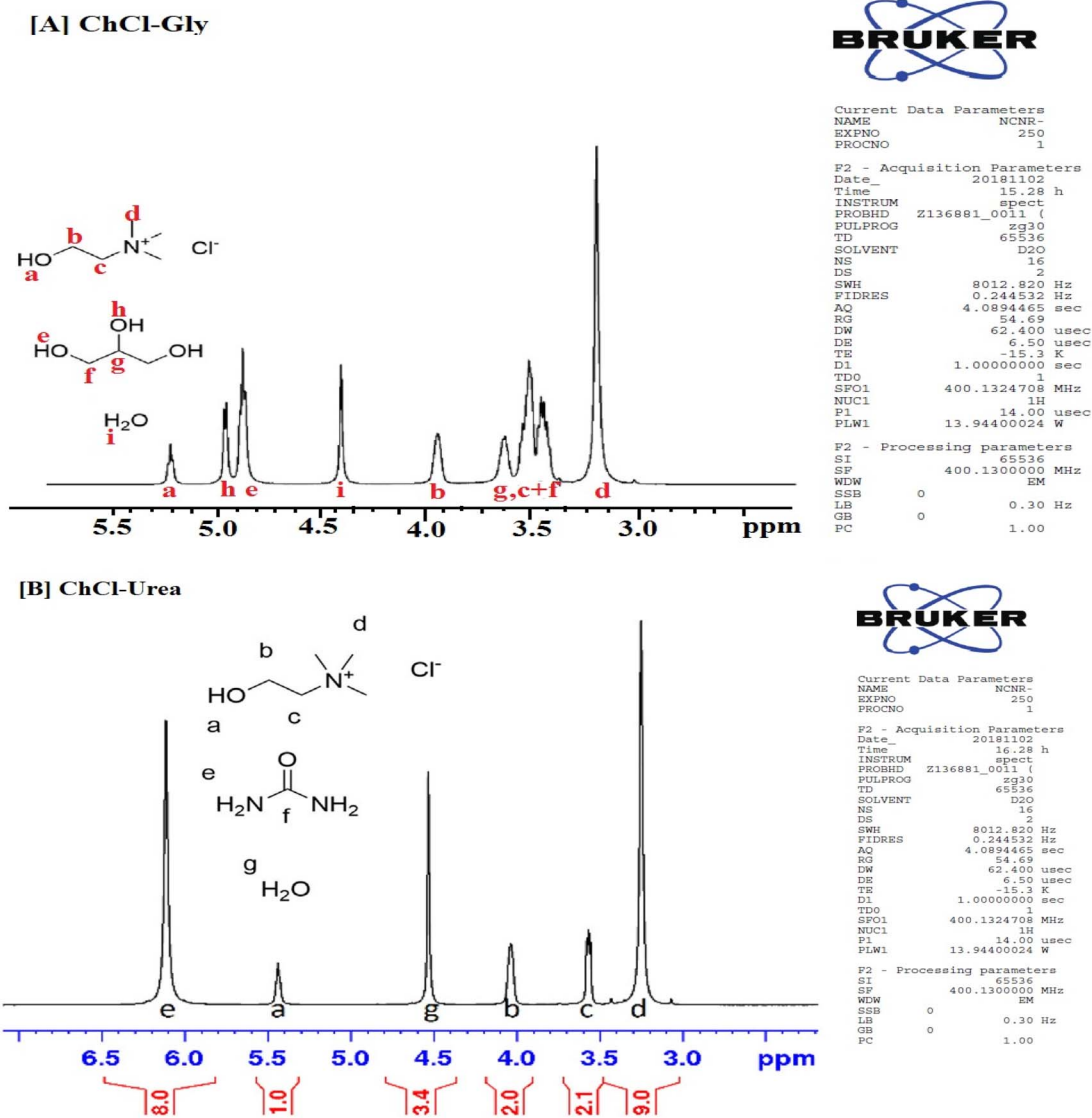 [A] ChCl-Gly
BRUKER
Current Data Parameters
NAME NCNR-
EXPNO 250
PROCNO 1
F2 - Acquisition Parameters
Date_ 20181102
Time 15.28 h
INSTRUM spect
PROBHD Z136881_0011 (
PULPROG zg30
TD 65536
SOLVENT D2O
NS 16
DS 2
SWH 8012.820 Hz
FIDRES 0.244532 Hz
AQ 4.0894465 sec
RG 54.69
DW 62.400 usec
DE 6.50 usec
TE -15.3 K
D1 1.00000000 sec
TD0 1
SFO1 400.1324708 MHz
NUC1 1H
P1 14.00 usec
PLW1 13.94400024 W
F2 - Processing parameters
SI 65536
SF 400.1300000 MHz
WDW EM
SSB 0
LB 0.30 Hz
GB 0
PC 1.00
d
b
N+ Cl-
HO
a c
h
OH
e
HO OH
f g
H2O
i
a h e i b g,c+f d
5.5 5.0 4.5 4.0 3.5 3.0 ppm
[B] ChCl-Urea
BRUKER
Current Data Parameters
NAME NCNR-
EXPNO 250
PROCNO 1
F2 - Acquisition Parameters
Date_ 20181102
Time 16.28 h
INSTRUM spect
PROBHD Z136881_0011 (
PULPROG zg30
TD 65536
SOLVENT D2O
NS 16
DS 2
SWH 8012.820 Hz
FIDRES 0.244532 Hz
AQ 4.0894465 sec
RG 54.69
DW 62.400 usec
DE 6.50 usec
TE -15.3 K
D1 1.00000000 sec
TD0 1
SFO1 400.1324708 MHz
NUC1 1H
P1 14.00 usec
PLW1 13.94400024 W
F2 - Processing parameters
SI 65536
SF 400.1300000 MHz
WDW EM
SSB 0
LB 0.30 Hz
GB 0
PC 1.00
d
b
N+ Cl-
HO
a c
O
e
H2N NH2
f
g
H2O
e a g b c d
6.5 6.0 5.5 5.0 4.5 4.0 3.5 3.0 ppm
8.0 1.0 3.4 2.0 2.1 9.0